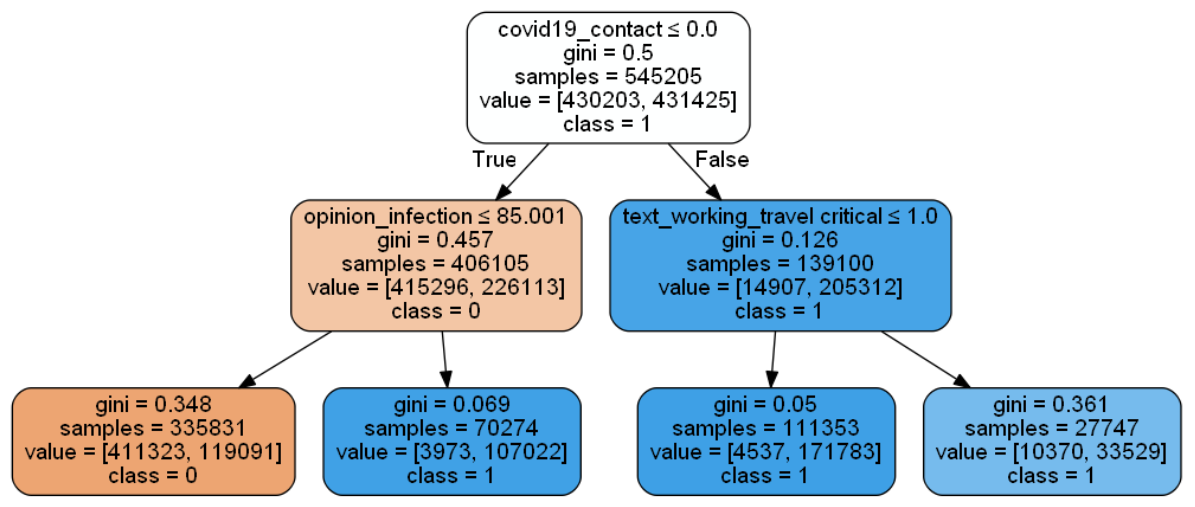 covid19_contact ≤ 0.0
gini = 0.5
samples = 545205
value = [430203, 431425]
class = 1
True
False
opinion_infection ≤ 85.001
gini = 0.457
samples = 406105
value = [415296, 226113]
class = 0
text_working_travel critical ≤ 1.0
gini = 0.126
samples = 139100
value = [14907, 205312]
class = 1
gini = 0.348
samples = 335831
value = [411323, 119091]
class = 0
gini = 0.069
samples = 70274
value = [3973, 107022]
class = 1
gini = 0.05
samples = 111353
value = [4537, 171783]
class = 1
gini = 0.361
samples = 27747
value = [10370, 33529]
class = 1